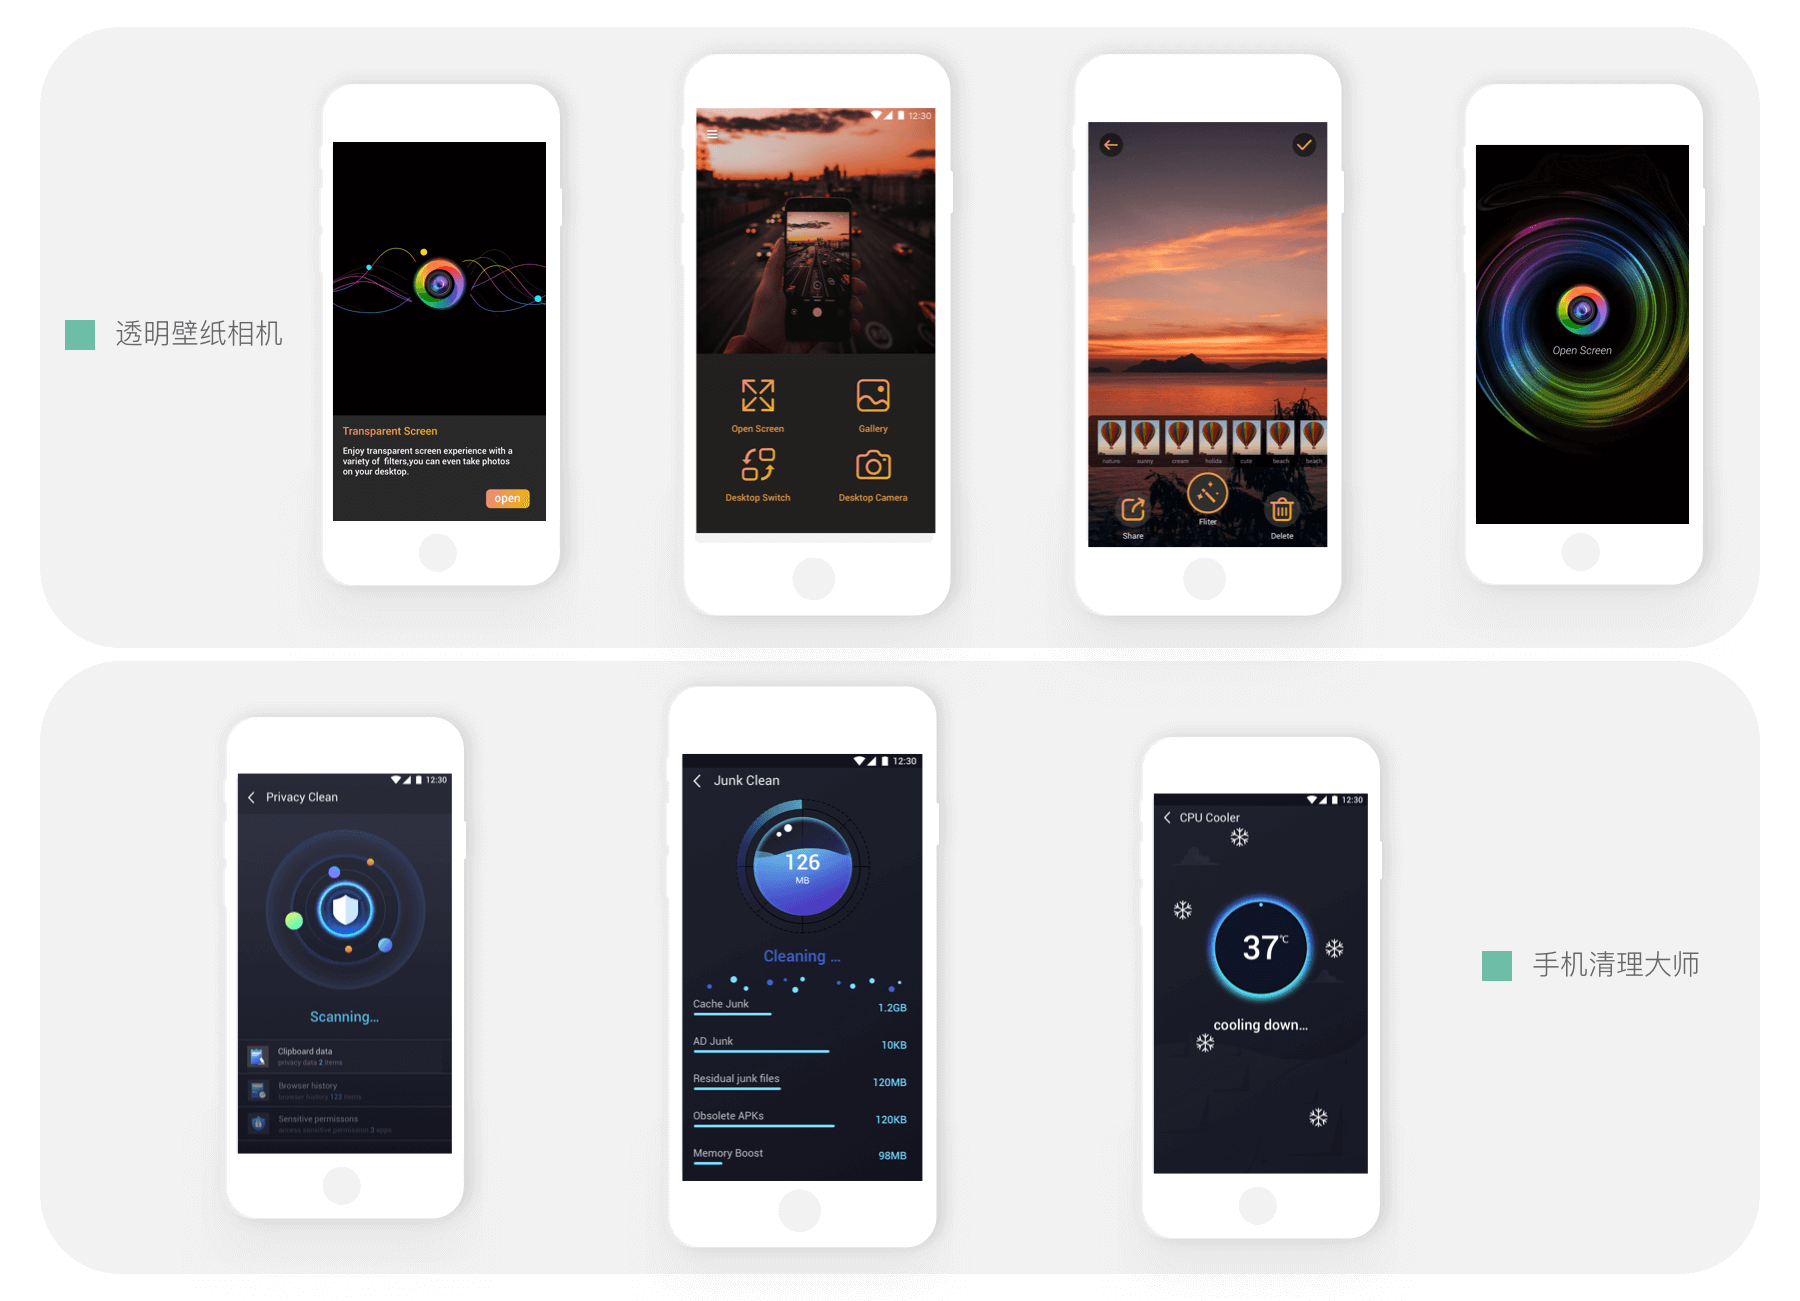 透明壁纸相机
Transparent Screen
Enjoy transparent screen experience with a
variety of filters,you can even take photos
on your desktop.
open
12:30
Open Screen
Gallery
Desktop Switch
Desktop Camera
nature
sunny
cream
holida
cute
beach
beach
Share
Fliter
Delete
Open Screen
12:30
Privacy Clean
Scanning...
Clipboard data
privacy data 2 items
Browser history
browser history 123 items
Sensitive permissons
access sensitive permission 3 apps
12:30
Junk Clean
126
MB
Cleaning ...
Cache Junk
1.2GB
AD Junk
10KB
Residual junk files
120MB
Obsolete APKs
120KB
Memory Boost
98MB
12:30
CPU Cooler
37°C
cooling down...
手机清理大师